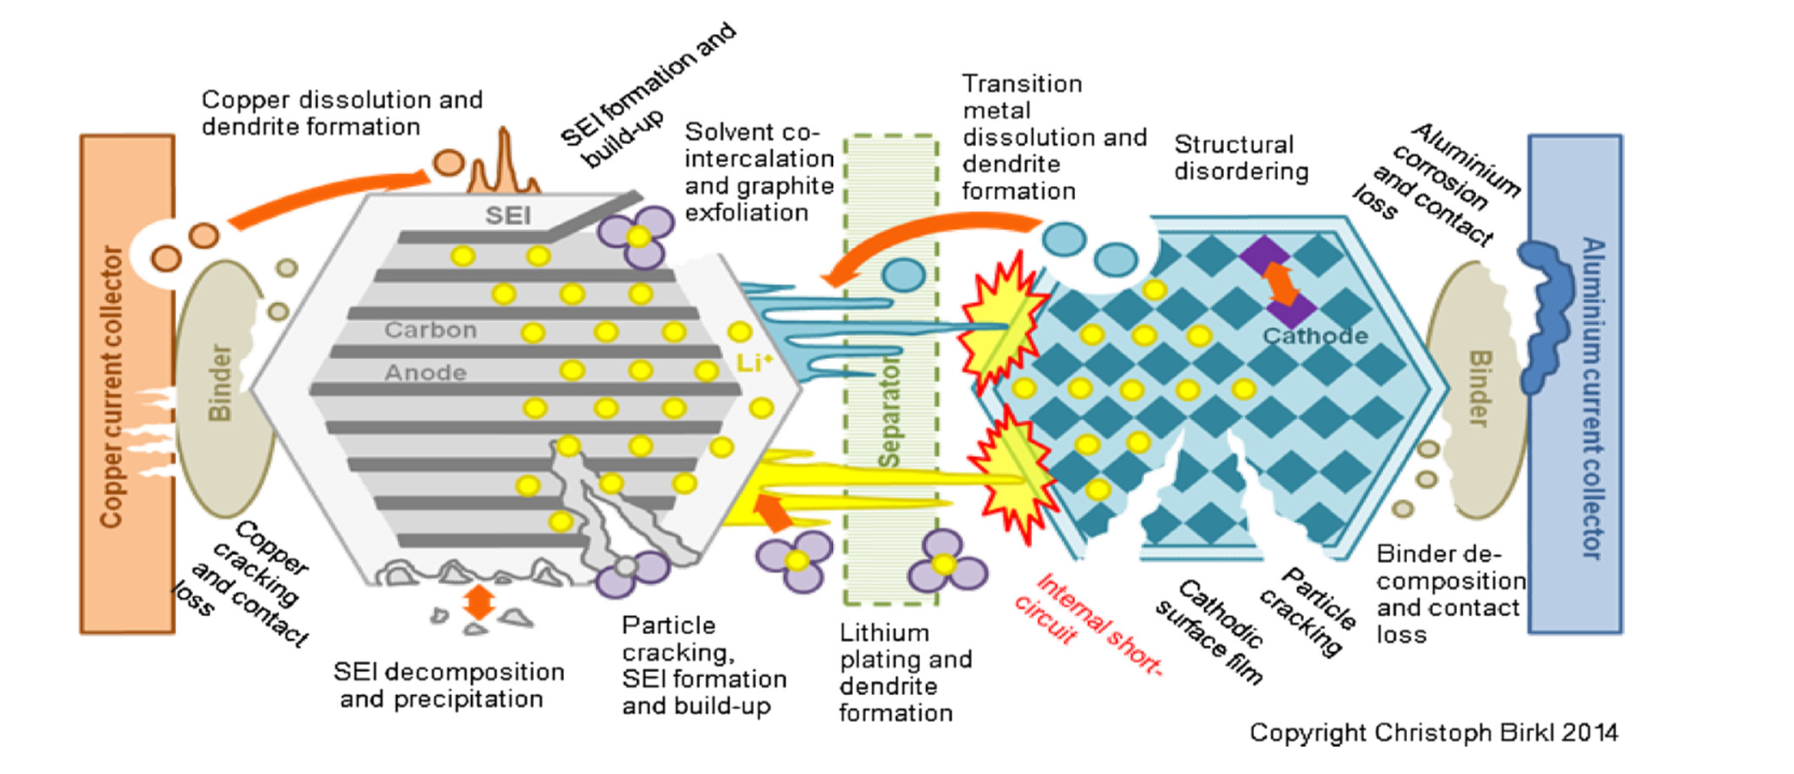 Copper dissolution and
dendrite formation
SEI formation and
build-up
Solvent co-
intercalation
and graphite
exfoliation
Transition
metal
dissolution and
dendrite
formation
Structural
disordering
Aluminium
corrosion
and contact
loss
Copper current collector
Binder
SEI
Carbon
Anode
Li+
Separator
Cathode
Binder
Aluminium current collector
Copper
cracking
and contact
loss
SEI decomposition
and precipitation
Particle
cracking,
SEI formation
and build-up
Lithium
plating and
dendrite
formation
Internal short-
circuit
Cathodic
surface film
Particle
cracking
Binder de-
composition
and contact
loss
Copyright Christoph Birkl 2014